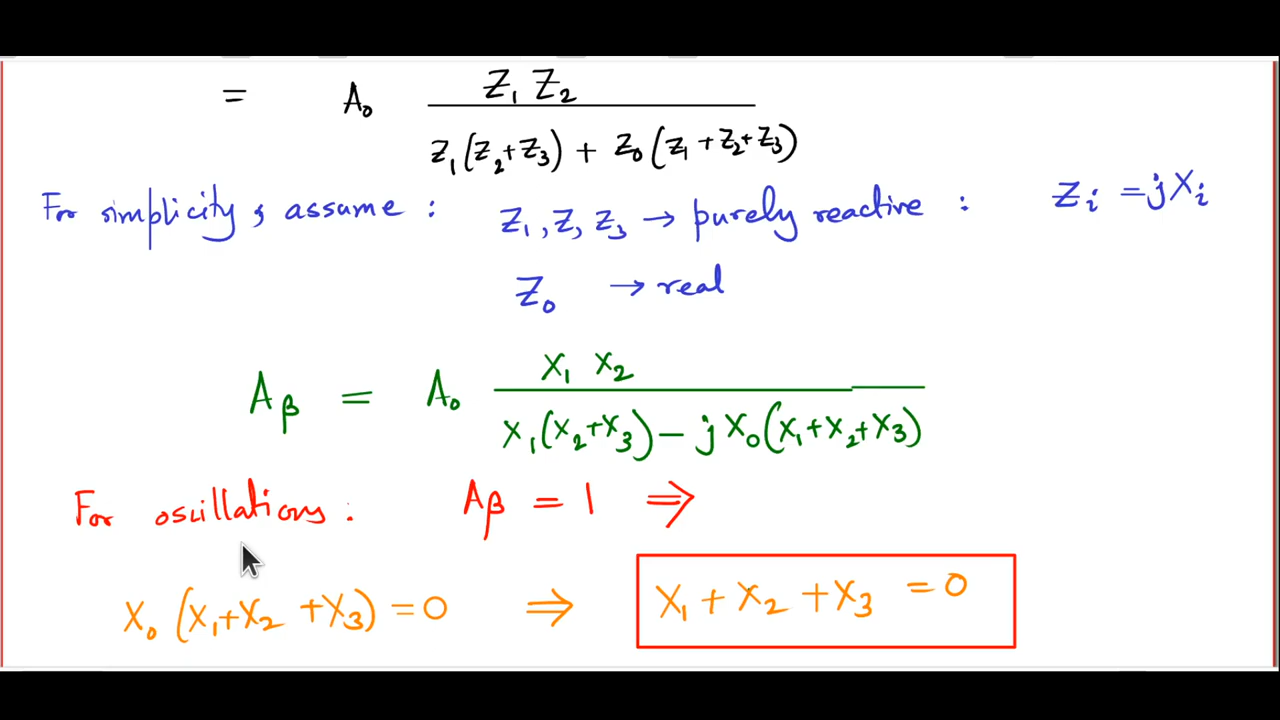 = A₀ Z₁ Z₂ / Z₁(Z₂+Z₃) + Z₀(Z₁+Z₂+Z₃)
For simplicity, assume : Z₁, Z, Z₃ → purely reactive : Zᵢ = jXᵢ
Z₀ → real
Aβ = A₀ X₁ X₂ / X₁(X₂+X₃) – jX₀(X₁+X₂+X₃)
For oscillations : Aβ = 1 ⇒
X₀ (X₁+X₂ +X₃) = 0 ⇒ X₁ + X₂ + X₃ = 0